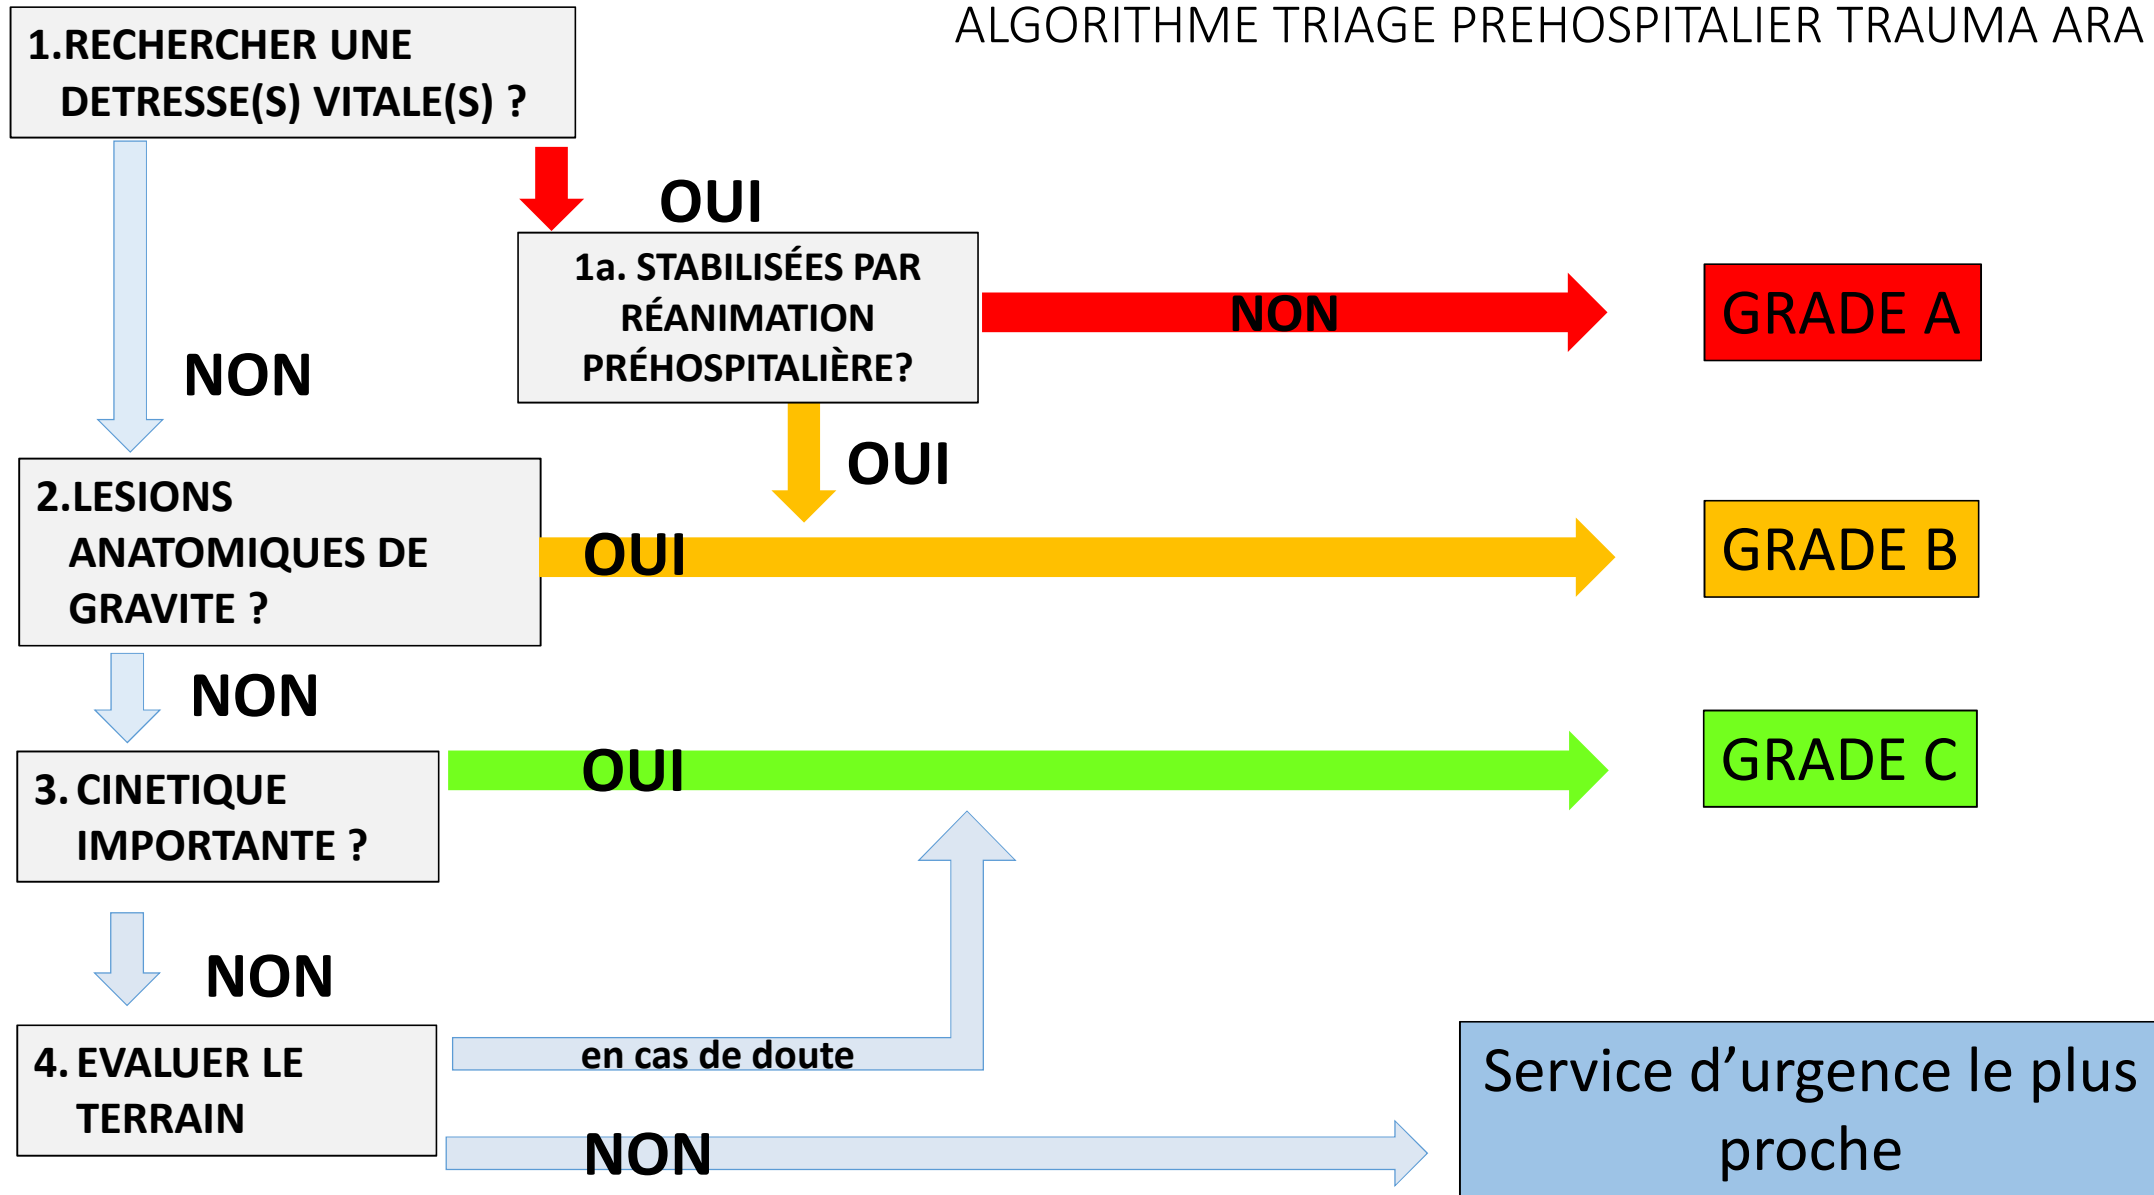 ALGORITHME TRIAGE PREHOSPITALIER TRAUMA ARA
1.RECHERCHER UNE
DETRESSE(S) VITALE(S) ?
OUI
1a. STABILISÉES PAR
RÉANIMATION
PRÉHOSPITALIÈRE?
NON
GRADE A
NON
OUI
2.LESIONS
ANATOMIQUES DE
GRAVITE ?
OUI
GRADE B
NON
3. CINETIQUE
IMPORTANTE ?
OUI
GRADE C
NON
4. EVALUER LE
TERRAIN
en cas de doute
NON
Service d’urgence le plus
proche